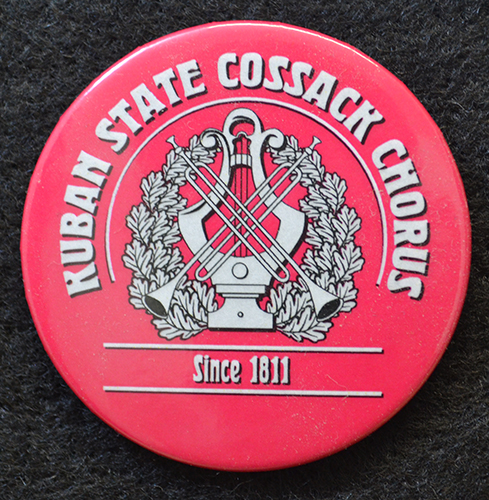 KUBAN STATE COSSACK CHORUS
Since 1811